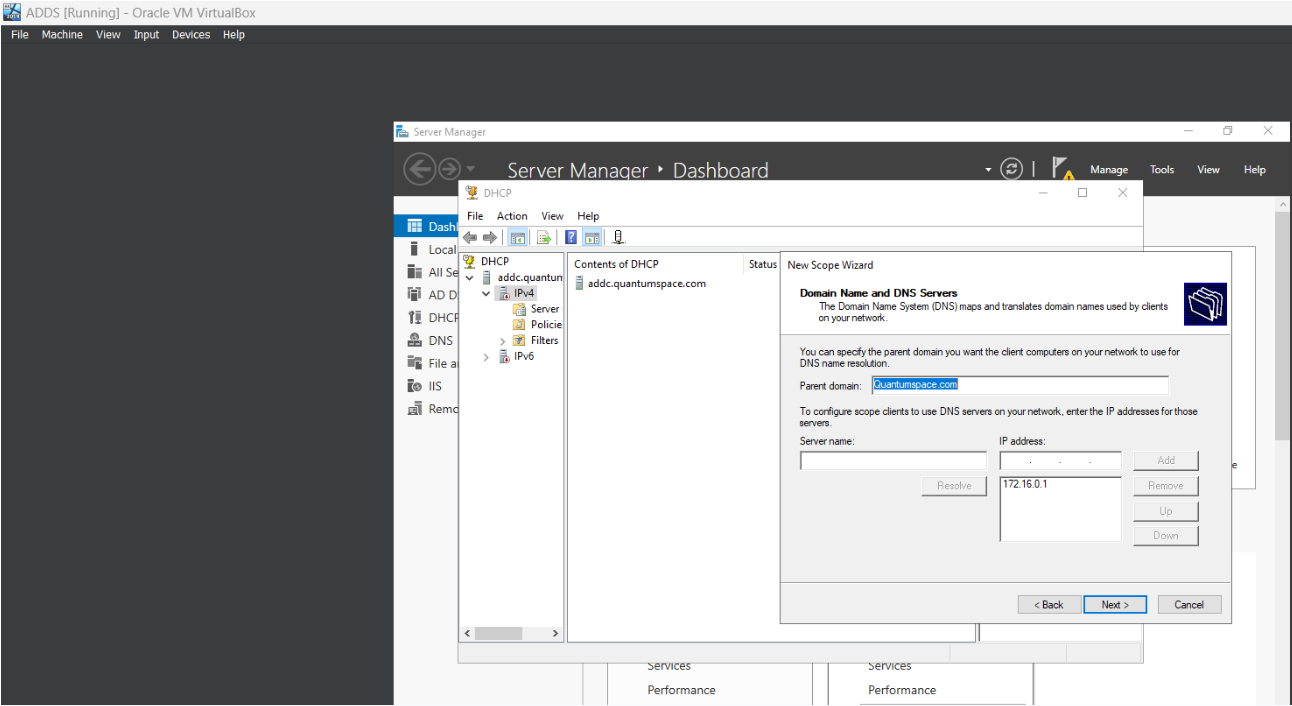 ADDS [Running] - Oracle VM VirtualBox
File Machine View Input Devices Help
Server Manager
Server Manager Dashboard
Manage Tools View Help
DHCP
File Action View Help
Dash
Local
All Se
AD D
DHCP
DNS
File a
IIS
Remo
DHCP
addc.quantum
IPv4
Server
Policie
Filters
IPv6
Contents of DHCP Status
addc.quantumspace.com
New Scope Wizard
Domain Name and DNS Servers
The Domain Name System (DNS) maps and translates domain names used by clients
on your network.
You can specify the parent domain you want the client computers on your network to use for
DNS name resolution.
Parent domain: Quantumspace.com
To configure scope clients to use DNS servers on your network, enter the IP addresses for those
servers.
Server name: IP address:
Add
Resolve 172.16.0.1 Remove
Up
Down
< Back Next > Cancel
e
Services Services
Performance Performance